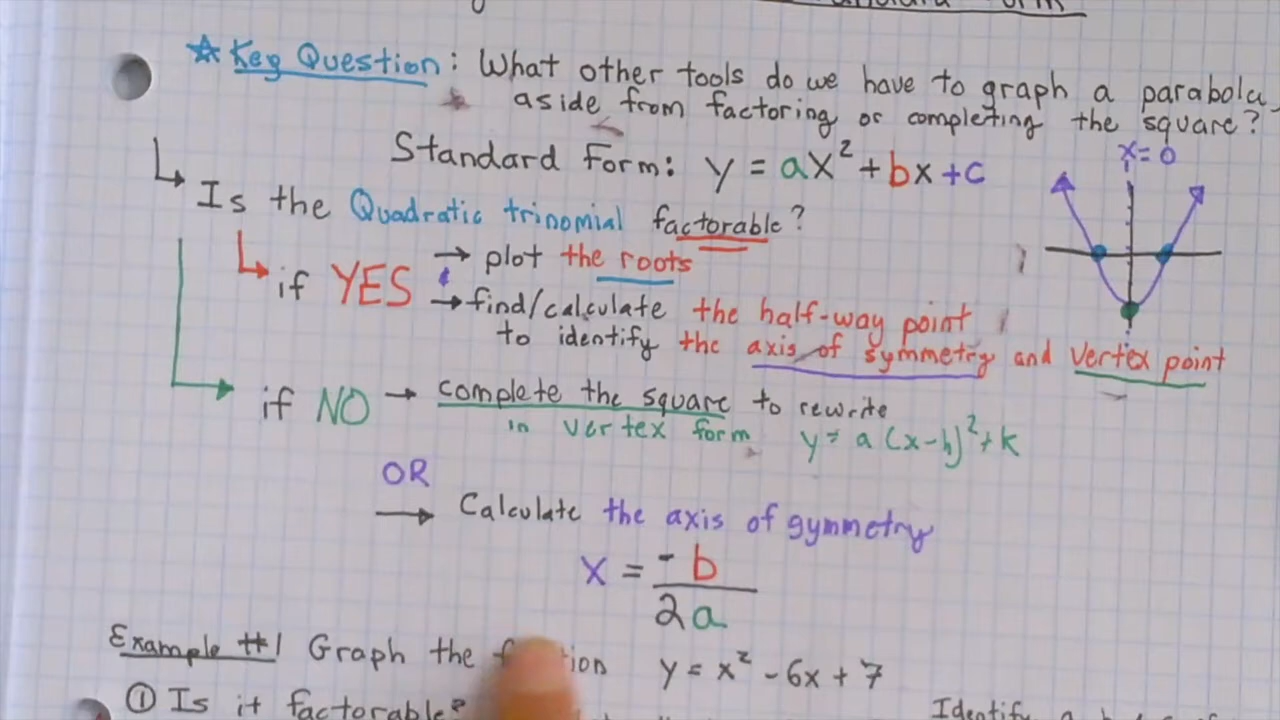 ☆ Key Question: What other tools do we have to graph a parabola
aside from factoring or completing the square?
Standard Form: y = ax² + bx + c
x = 0
Is the Quadratic trinomial factorable?
if YES → plot the roots
→ find/calculate the half-way point
to identify the axis of symmetry and vertex point
if NO → complete the square to rewrite
in vertex form y = a(x-h)² + k
OR
→ Calculate the axis of symmetry
x = -b
2a
Example #1 Graph the y = x² - 6x + 7
① Is it factorable?
Identify a